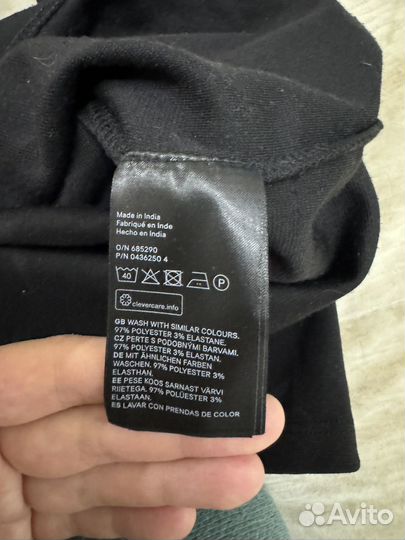 Made in India
Fabriqué en Inde
Hecho en India
O/N 685290
P/N 0436250 4
40
P
clevercare.info
GB WASH WITH SIMILAR COLOURS.
97% POLYESTER 3% ELASTANE.
CZ PERTE S PODOBNÝMI BARVAMI.
97% POLYESTER 3% ELASTAN.
DE MIT ÄHNLICHEN FARBEN
WASCHEN. 97% POLYESTER 3%
ELASTHAN.
EE PESE KOOS SARNAST VÄRVI
RIIETEGA. 97% POLÜESTER 3%
ELASTAAN.
ES LAVAR CON PRENDAS DE COLOR
Avito